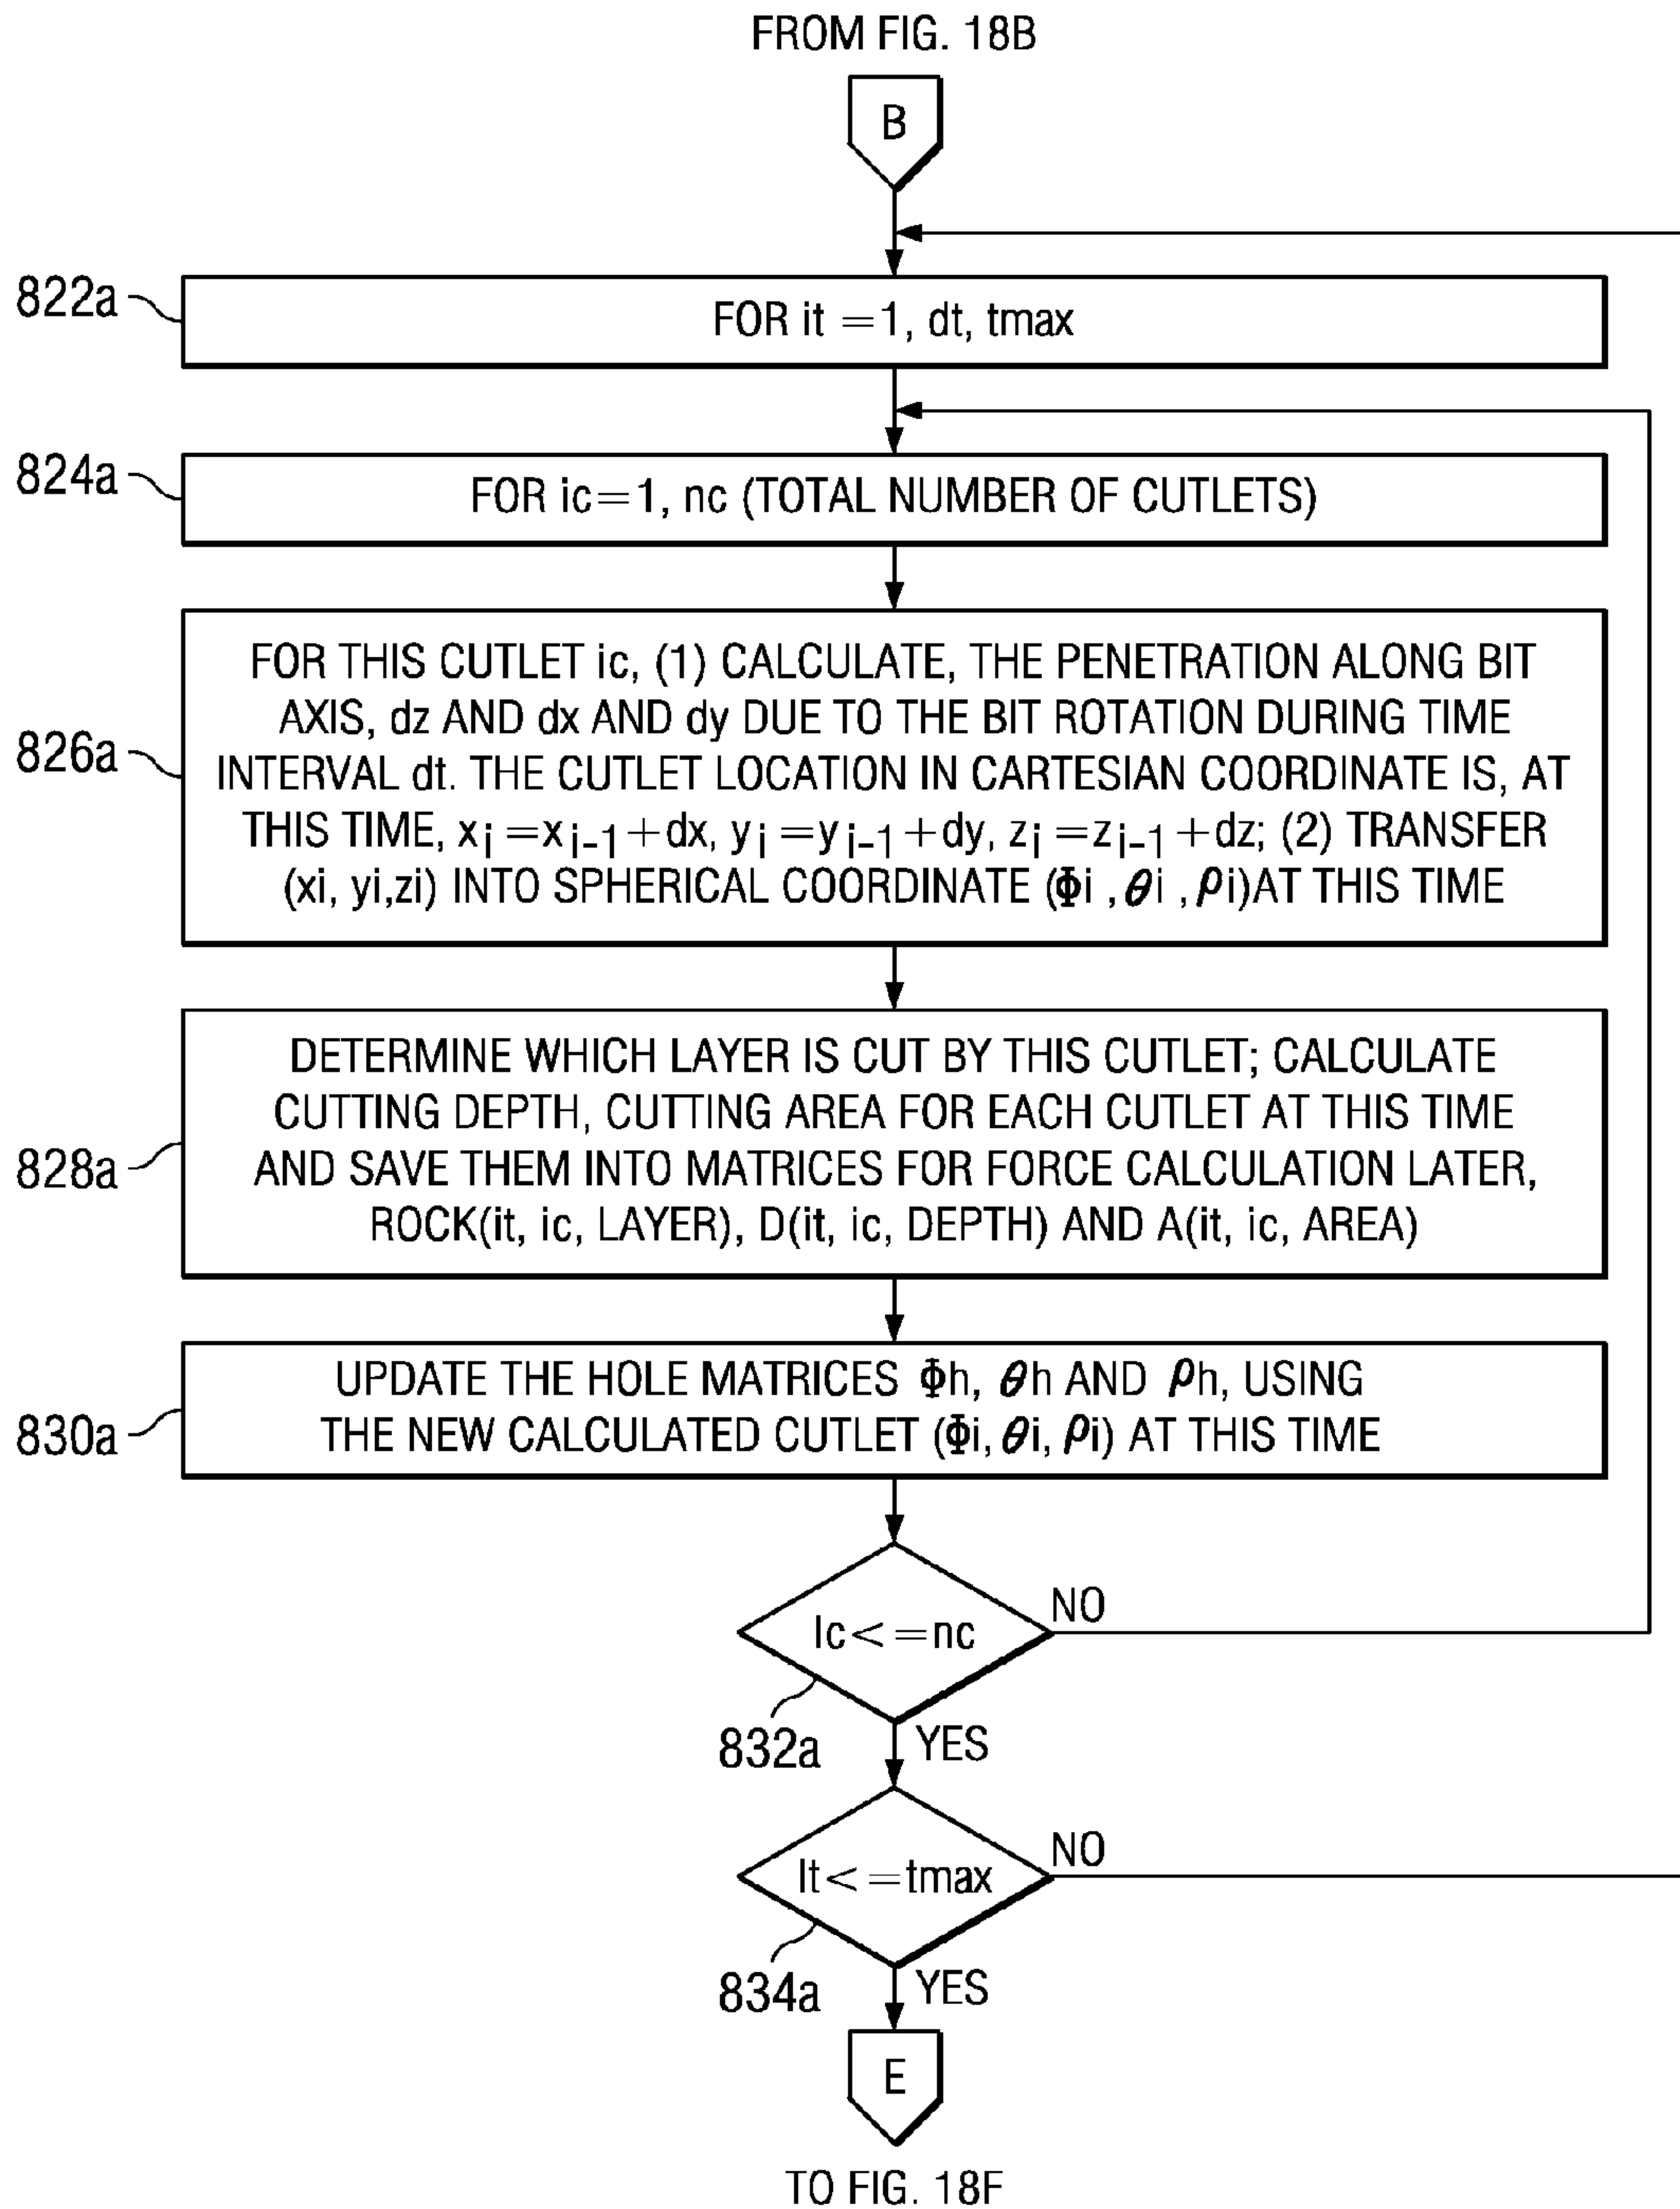 FROM FIG. 18B
B
822a
FOR it =1, dt, tmax
824a
FOR ic=1, nc (TOTAL NUMBER OF CUTLETS)
826a
FOR THIS CUTLET ic, (1) CALCULATE, THE PENETRATION ALONG BIT
AXIS, dz AND dx AND dy DUE TO THE BIT ROTATION DURING TIME
INTERVAL dt. THE CUTLET LOCATION IN CARTESIAN COORDINATE IS, AT
THIS TIME, xi =xi-1+dx, yi =yi-1+dy, zi =zi-1+dz; (2) TRANSFER
(xi, yi,zi) INTO SPHERICAL COORDINATE (Φi ,θi ,ρi)AT THIS TIME
828a
DETERMINE WHICH LAYER IS CUT BY THIS CUTLET; CALCULATE
CUTTING DEPTH, CUTTING AREA FOR EACH CUTLET AT THIS TIME
AND SAVE THEM INTO MATRICES FOR FORCE CALCULATION LATER,
ROCK(it, ic, LAYER), D(it, ic, DEPTH) AND A(it, ic, AREA)
830a
UPDATE THE HOLE MATRICES Φh, θh AND ρh, USING
THE NEW CALCULATED CUTLET (Φi, θi, ρi) AT THIS TIME
Ic<=nc
NO
832a
YES
It<=tmax
NO
834a
YES
E
TO FIG. 18F